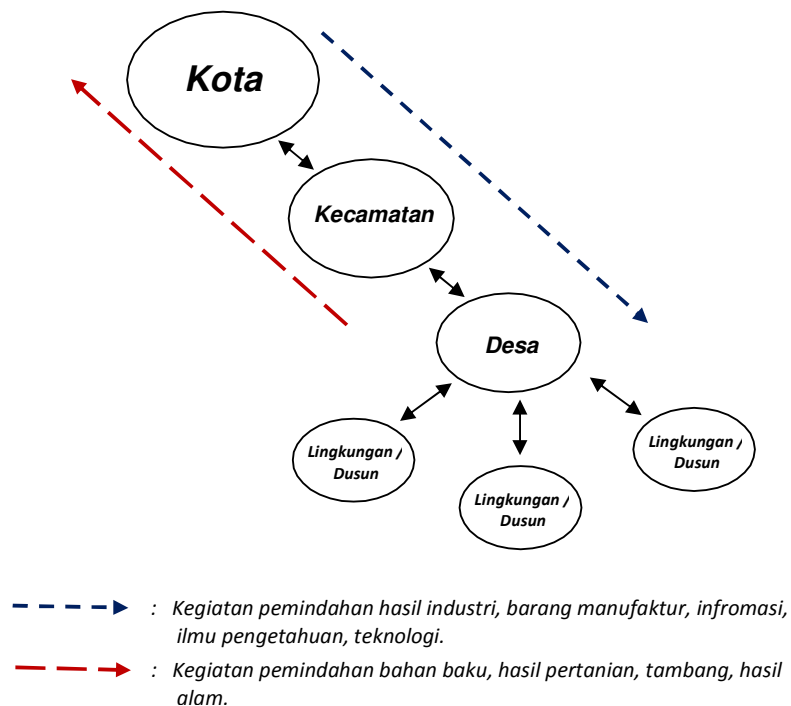 Kota
Kecamatan
Desa
Lingkungan /
Dusun
Lingkungan /
Dusun
Lingkungan /
Dusun
: Kegiatan pemindahan hasil industri, barang manufaktur, infromasi,
ilmu pengetahuan, teknologi.
: Kegiatan pemindahan bahan baku, hasil pertanian, tambang, hasil
alam.